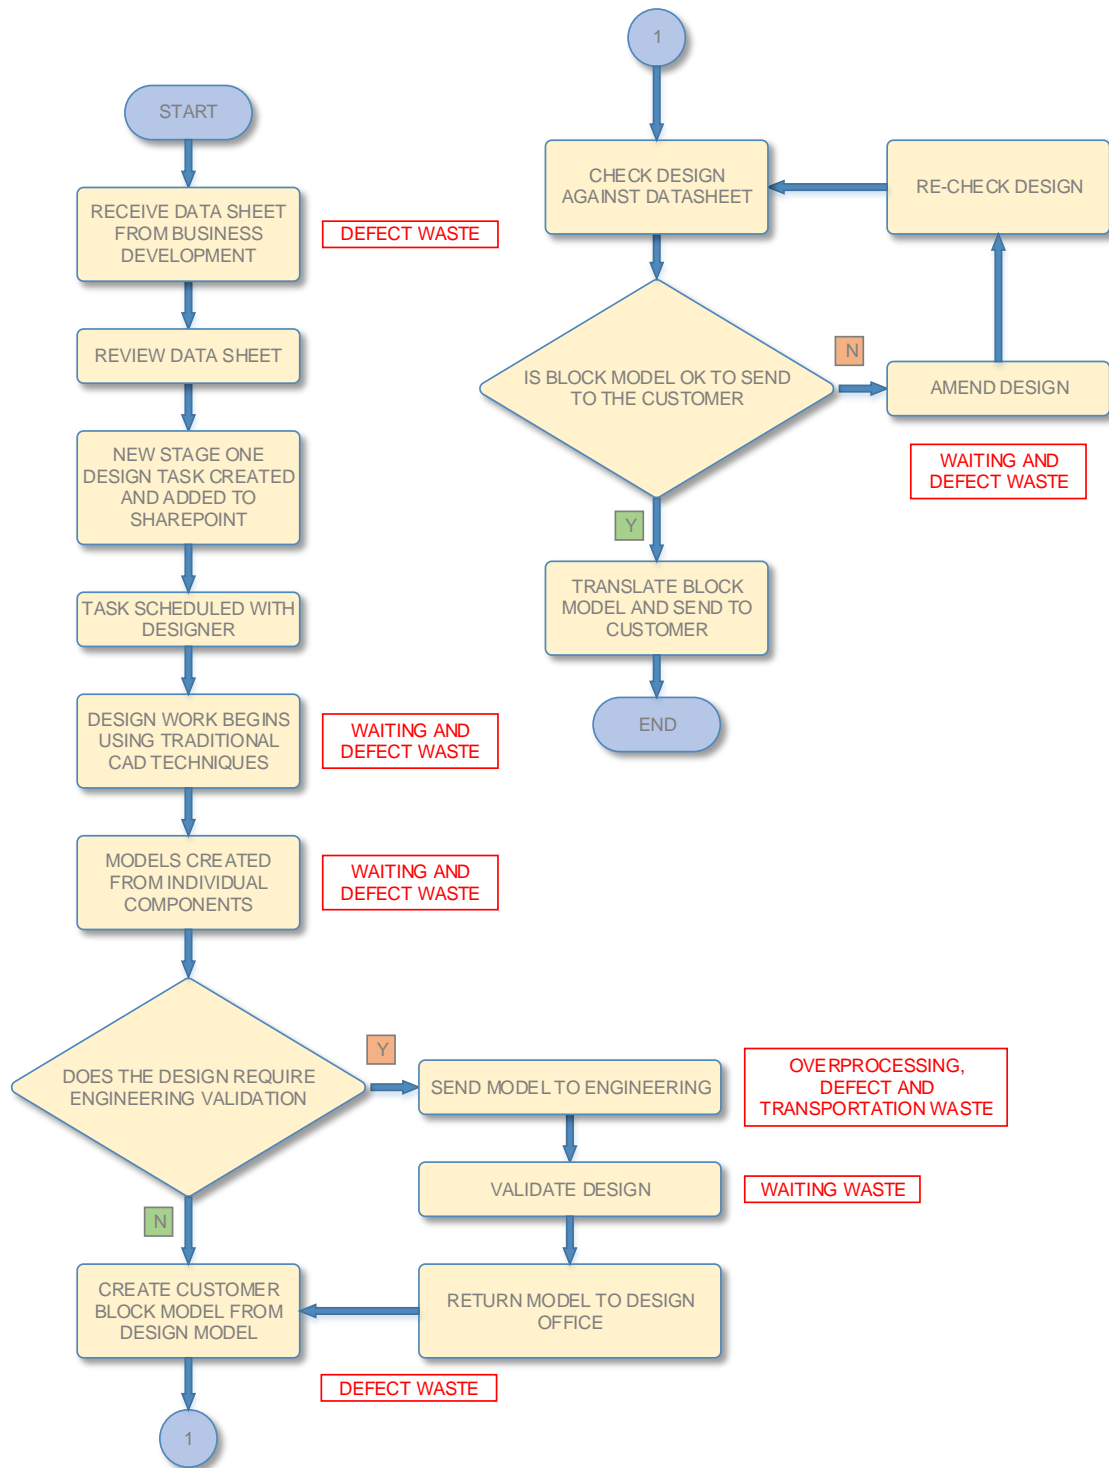 START
RECEIVE DATA SHEET
FROM BUSINESS
DEVELOPMENT
DEFECT WASTE
REVIEW DATA SHEET
NEW STAGE ONE
DESIGN TASK CREATED
AND ADDED TO
SHAREPOINT
TASK SCHEDULED WITH
DESIGNER
DESIGN WORK BEGINS
USING TRADITIONAL
CAD TECHNIQUES
WAITING AND
DEFECT WASTE
MODELS CREATED
FROM INDIVIDUAL
COMPONENTS
WAITING AND
DEFECT WASTE
DOES THE DESIGN REQUIRE
ENGINEERING VALIDATION
Y
SEND MODEL TO ENGINEERING
OVERPROCESSING,
DEFECT AND
TRANSPORTATION WASTE
VALIDATE DESIGN
WAITING WASTE
RETURN MODEL TO DESIGN
OFFICE
N
CREATE CUSTOMER
BLOCK MODEL FROM
DESIGN MODEL
DEFECT WASTE
1
1
CHECK DESIGN
AGAINST DATASHEET
RE-CHECK DESIGN
IS BLOCK MODEL OK TO SEND
TO THE CUSTOMER
N
AMEND DESIGN
WAITING AND
DEFECT WASTE
Y
TRANSLATE BLOCK
MODEL AND SEND TO
CUSTOMER
END